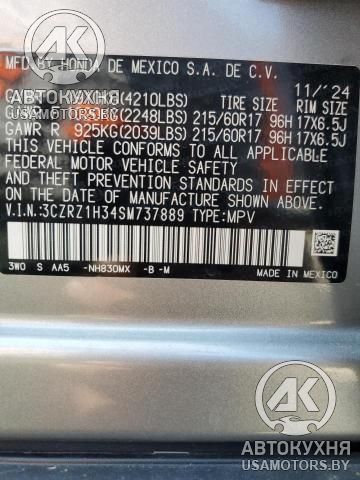 MFD BY HONDA DE MEXICO S.A. DE C.V.
11/'24
(4210LBS) TIRE SIZE RIM SIZE
GAWR F (2248LBS) 215/60R17 96H 17X6.5J
GAWR R 925KG(2039LBS) 215/60R17 96H 17X6.5J
THIS VEHICLE CONFORMS TO ALL APPLICABLE
FEDERAL MOTOR VEHICLE SAFETY
AND THEFT PREVENTION STANDARDS IN EFFECT
ON THE DATE OF MANUFACTURE SHOWN ABOVE.
V.I.N.:3CZRZ1H34SM737889 TYPE:MPV
3W0 S AA5 -NH830MX -B -M
MADE IN MEXICO
АВТОКУХНЯ
USAMOTORS.BY
АК
АВТОКУХНЯ
USAMOTORS.BY